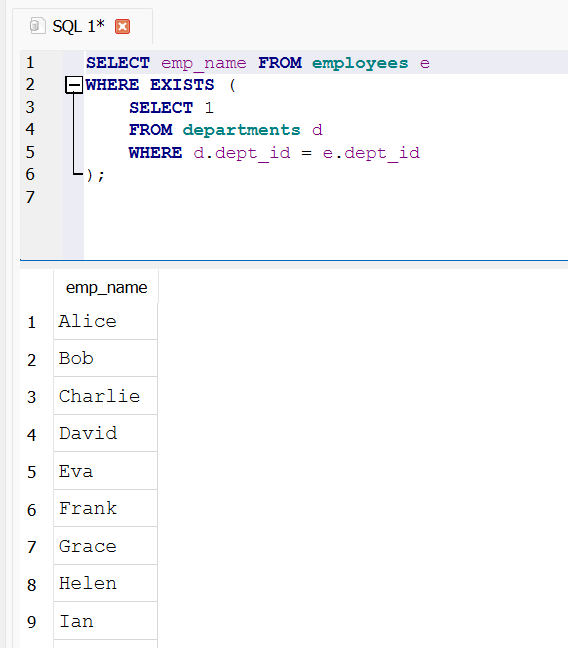 SQL 1*
1 SELECT emp_name FROM employees e
2 WHERE EXISTS (
3 SELECT 1
4 FROM departments d
5 WHERE d.dept_id = e.dept_id
6 );
7
emp_name
1 Alice
2 Bob
3 Charlie
4 David
5 Eva
6 Frank
7 Grace
8 Helen
9 Ian